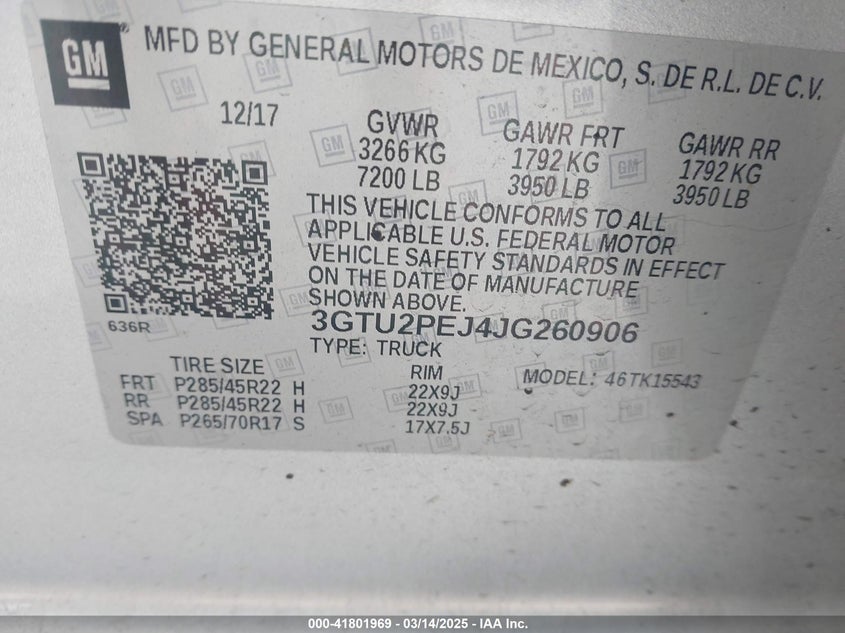 GM
MFD BY GENERAL MOTORS DE MEXICO, S. DE R.L. DE C.V.
12/17
GVWR
3266 KG
7200 LB
GAWR FRT
1792 KG
3950 LB
GAWR RR
1792 KG
3950 LB
THIS VEHICLE CONFORMS TO ALL
APPLICABLE U.S. FEDERAL MOTOR
VEHICLE SAFETY STANDARDS IN EFFECT
ON THE DATE OF MANUFACTURE
SHOWN ABOVE.
636R
3GTU2PEJ4JG260906
TYPE: TRUCK
TIRE SIZE RIM
MODEL: 46TK15543
FRT P285/45R22 H 22X9J
RR P285/45R22 H 22X9J
SPA P265/70R17 S 17X7.5J
000-41801969 — 03/14/2025 — IAA Inc.